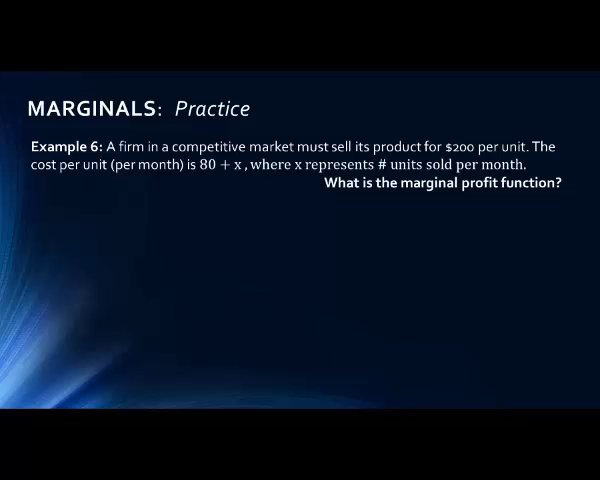 MARGINALS: Practice
Example 6: A firm in a competitive market must sell its product for $200 per unit. The
cost per unit (per month) is 80 + x , where x represents # units sold per month.
What is the marginal profit function?